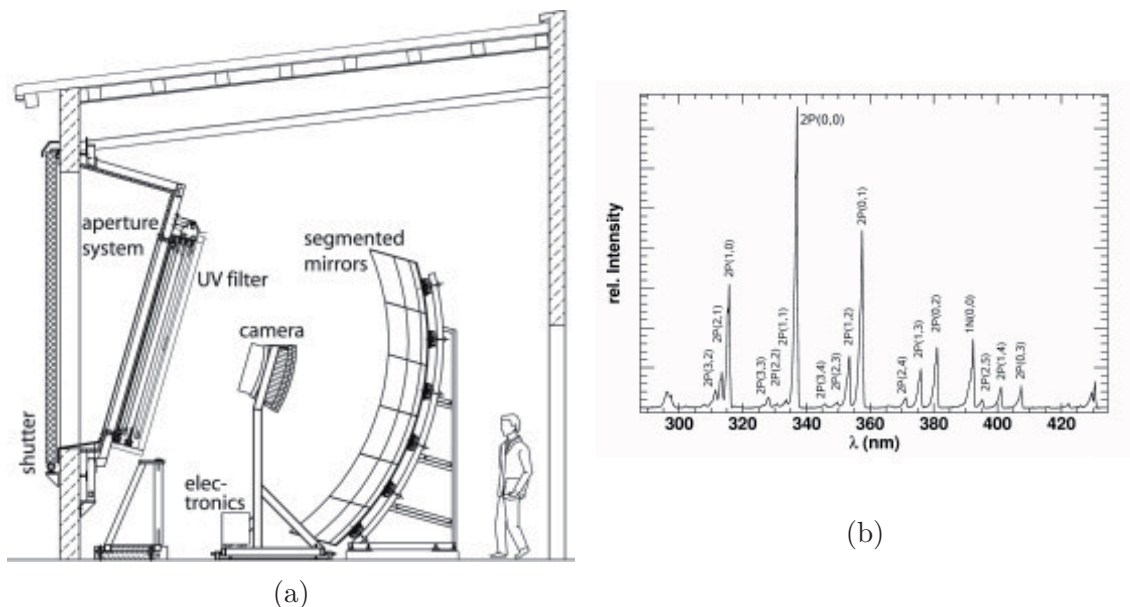 aperture
system
UV filter
segmented
mirrors
camera
shutter
elec-
tronics
(a)
rel. Intensity
2P(3,2)
2P(2,1)
2P(1,0)
2P(3,3)
2P(2,2)
2P(1,1)
2P(0,0)
2P(3,4)
2P(2,3)
2P(1,2)
2P(0,1)
2P(2,4)
2P(1,3)
2P(0,2)
1N(0,0)
2P(2,5)
2P(1,4)
2P(0,3)
300 320 340 360 380 400 420
λ (nm)
(b)